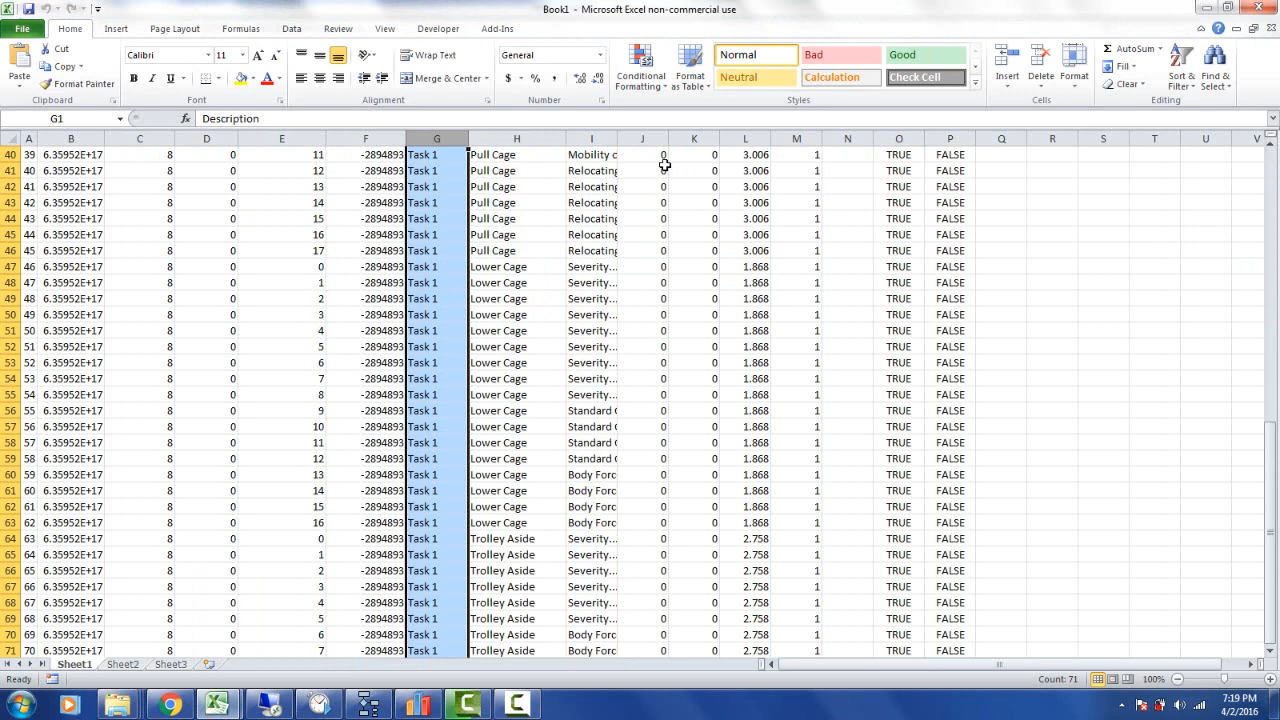 Book1 - Microsoft Excel non-commercial use
File Home Insert Page Layout Formulas Data Review View Developer Add-Ins
Paste Cut Copy Format Painter Clipboard
Calibri 11 B I U Font
Wrap Text Merge & Center Alignment
General $ % , Number
Conditional Formatting Format as Table Normal Bad Good Neutral Calculation Check Cell Styles
Insert Delete Format Cells
AutoSum Fill Clear Sort & Filter Find & Select Editing
G1 fx Description
A B C D E F G H I J K L M N O P Q R S T U V
40 39 6.35952E+17 8 0 11 -2894893 Task 1 Pull Cage Mobility c 0 0 3.006 1 TRUE FALSE
41 40 6.35952E+17 8 0 12 -2894893 Task 1 Pull Cage Relocating 0 3.006 1 TRUE FALSE
42 41 6.35952E+17 8 0 13 -2894893 Task 1 Pull Cage Relocating 0 0 3.006 1 TRUE FALSE
43 42 6.35952E+17 8 0 14 -2894893 Task 1 Pull Cage Relocating 0 0 3.006 1 TRUE FALSE
44 43 6.35952E+17 8 0 15 -2894893 Task 1 Pull Cage Relocating 0 0 3.006 1 TRUE FALSE
45 44 6.35952E+17 8 0 16 -2894893 Task 1 Pull Cage Relocating 0 0 3.006 1 TRUE FALSE
46 45 6.35952E+17 8 0 17 -2894893 Task 1 Pull Cage Relocating 0 0 3.006 1 TRUE FALSE
47 46 6.35952E+17 8 0 0 -2894893 Task 1 Lower Cage Severity... 0 0 1.868 1 TRUE FALSE
48 47 6.35952E+17 8 0 1 -2894893 Task 1 Lower Cage Severity... 0 0 1.868 1 TRUE FALSE
49 48 6.35952E+17 8 0 2 -2894893 Task 1 Lower Cage Severity... 0 0 1.868 1 TRUE FALSE
50 49 6.35952E+17 8 0 3 -2894893 Task 1 Lower Cage Severity... 0 0 1.868 1 TRUE FALSE
51 50 6.35952E+17 8 0 4 -2894893 Task 1 Lower Cage Severity... 0 0 1.868 1 TRUE FALSE
52 51 6.35952E+17 8 0 5 -2894893 Task 1 Lower Cage Severity... 0 0 1.868 1 TRUE FALSE
53 52 6.35952E+17 8 0 6 -2894893 Task 1 Lower Cage Severity... 0 0 1.868 1 TRUE FALSE
54 53 6.35952E+17 8 0 7 -2894893 Task 1 Lower Cage Severity... 0 0 1.868 1 TRUE FALSE
55 54 6.35952E+17 8 0 8 -2894893 Task 1 Lower Cage Severity... 0 0 1.868 1 TRUE FALSE
56 55 6.35952E+17 8 0 9 -2894893 Task 1 Lower Cage Standard C 0 0 1.868 1 TRUE FALSE
57 56 6.35952E+17 8 0 10 -2894893 Task 1 Lower Cage Standard C 0 0 1.868 1 TRUE FALSE
58 57 6.35952E+17 8 0 11 -2894893 Task 1 Lower Cage Standard C 0 0 1.868 1 TRUE FALSE
59 58 6.35952E+17 8 0 12 -2894893 Task 1 Lower Cage Standard C 0 0 1.868 1 TRUE FALSE
60 59 6.35952E+17 8 0 13 -2894893 Task 1 Lower Cage Body Forc 0 0 1.868 1 TRUE FALSE
61 60 6.35952E+17 8 0 14 -2894893 Task 1 Lower Cage Body Forc 0 0 1.868 1 TRUE FALSE
62 61 6.35952E+17 8 0 15 -2894893 Task 1 Lower Cage Body Forc 0 0 1.868 1 TRUE FALSE
63 62 6.35952E+17 8 0 16 -2894893 Task 1 Lower Cage Body Forc 0 0 1.868 1 TRUE FALSE
64 63 6.35952E+17 8 0 0 -2894893 Task 1 Trolley Aside Severity... 0 0 2.758 1 TRUE FALSE
65 64 6.35952E+17 8 0 1 -2894893 Task 1 Trolley Aside Severity... 0 0 2.758 1 TRUE FALSE
66 65 6.35952E+17 8 0 2 -2894893 Task 1 Trolley Aside Severity... 0 0 2.758 1 TRUE FALSE
67 66 6.35952E+17 8 0 3 -2894893 Task 1 Trolley Aside Severity... 0 0 2.758 1 TRUE FALSE
68 67 6.35952E+17 8 0 4 -2894893 Task 1 Trolley Aside Severity... 0 0 2.758 1 TRUE FALSE
69 68 6.35952E+17 8 0 5 -2894893 Task 1 Trolley Aside Severity... 0 0 2.758 1 TRUE FALSE
70 69 6.35952E+17 8 0 6 -2894893 Task 1 Trolley Aside Body Forc 0 0 2.758 1 TRUE FALSE
71 70 6.35952E+17 8 0 7 -2894893 Task 1 Trolley Aside Body Forc 0 0 2.758 1 TRUE FALSE
Sheet1 Sheet2 Sheet3
Ready Count: 71 100%
7:19 PM
4/2/2016